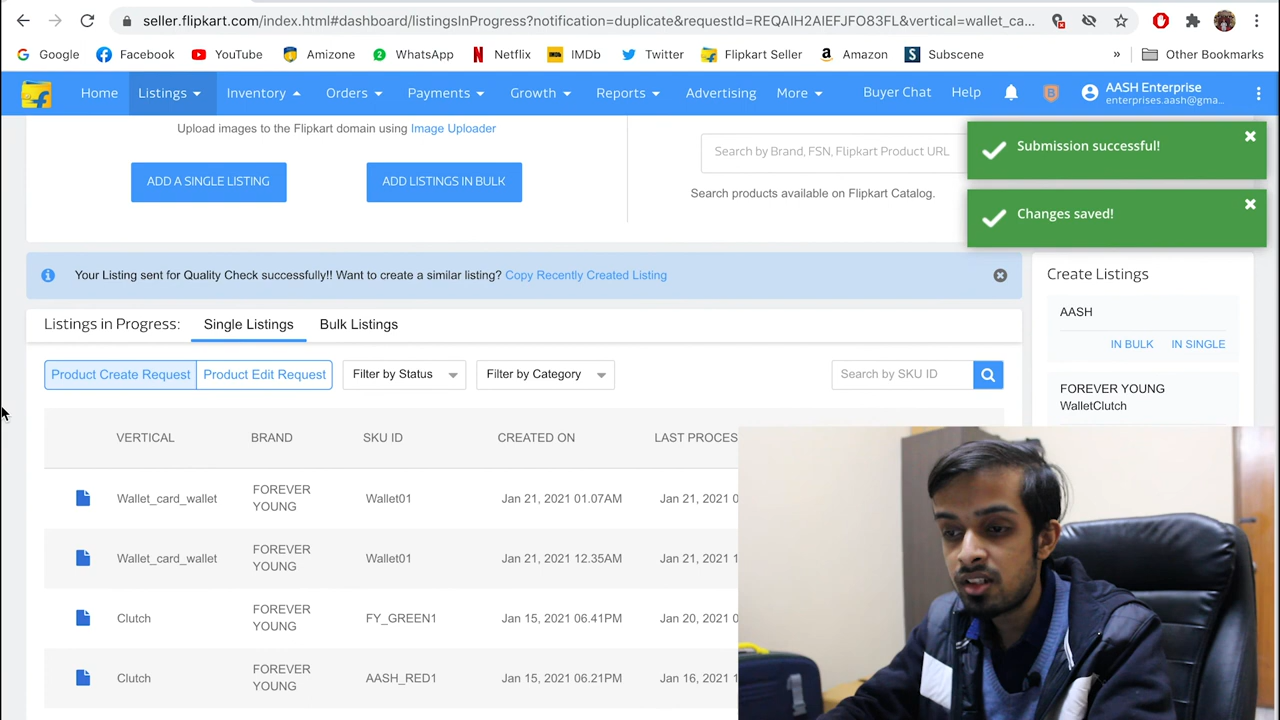 seller.flipkart.com/index.html#dashboard/listingsInProgress?notification=duplicate&requestId=REQAIH2AIEFJFO83FL&vertical=wallet_ca...
Google Facebook YouTube Amizone WhatsApp Netflix IMDb Twitter Flipkart Seller Amazon Subscene » Other Bookmarks
Home Listings Inventory Orders Payments Growth Reports Advertising More Buyer Chat Help AASH Enterprise
enterprises.aash@gma...
Upload images to the Flipkart domain using Image Uploader
ADD A SINGLE LISTING ADD LISTINGS IN BULK
Search by Brand, FSN, Flipkart Product URL
Search products available on Flipkart Catalog.
Submission successful!
Changes saved!
Your Listing sent for Quality Check successfully!! Want to create a similar listing? Copy Recently Created Listing
Create Listings
AASH
IN BULK IN SINGLE
FOREVER YOUNG
WalletClutch
Listings in Progress: Single Listings Bulk Listings
Product Create Request Product Edit Request Filter by Status Filter by Category Search by SKU ID
VERTICAL BRAND SKU ID CREATED ON LAST PROCES
Wallet_card_wallet FOREVER YOUNG Wallet01 Jan 21, 2021 01.07AM Jan 21, 2021 0
Wallet_card_wallet FOREVER YOUNG Wallet01 Jan 21, 2021 12.35AM Jan 21, 2021 1
Clutch FOREVER YOUNG FY_GREEN1 Jan 15, 2021 06.41PM Jan 20, 2021 0
Clutch FOREVER YOUNG AASH_RED1 Jan 15, 2021 06.21PM Jan 16, 2021 1